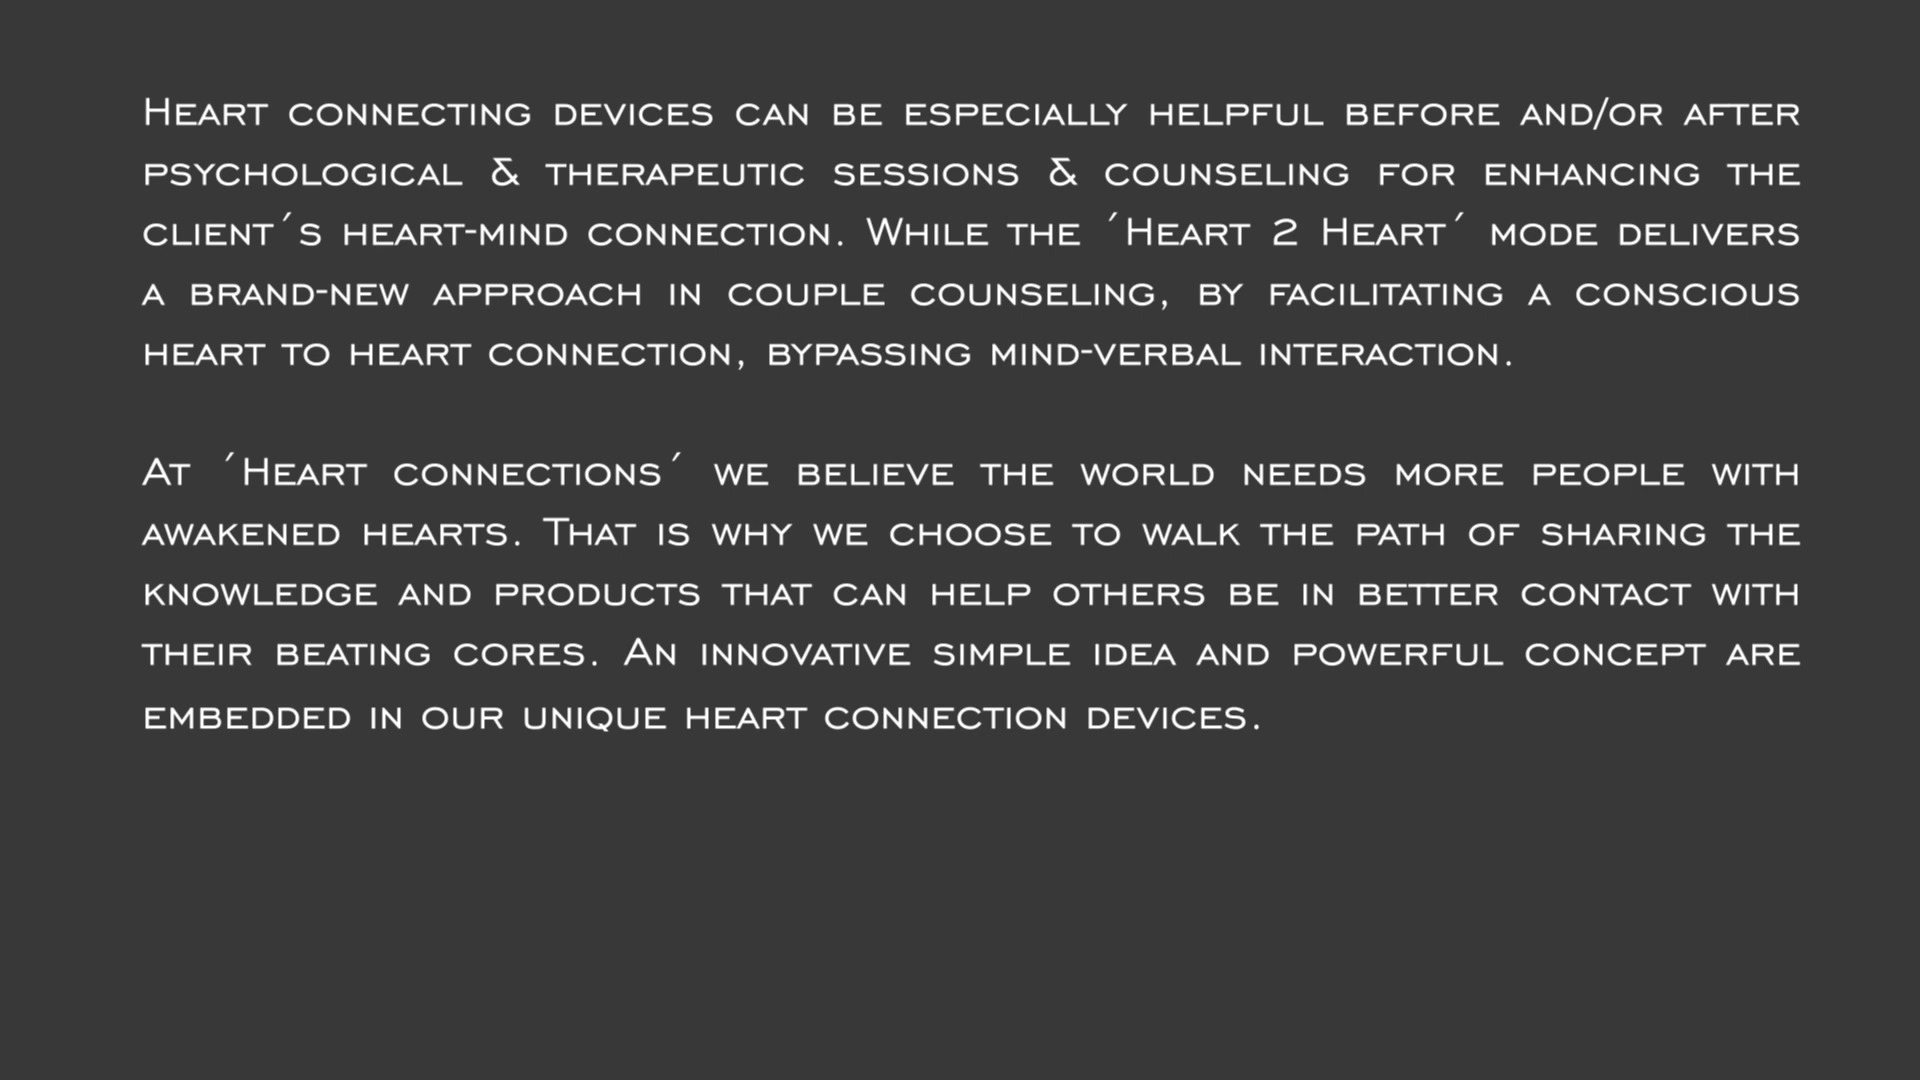 Heart connecting devices can be especially helpful before and/or after
psychological & therapeutic sessions & counseling for enhancing the
client´s heart-mind connection. While the ´Heart 2 Heart´ mode delivers
a brand-new approach in couple counseling, by facilitating a conscious
heart to heart connection, bypassing mind-verbal interaction.
At ´Heart connections´ we believe the world needs more people with
awakened hearts. That is why we choose to walk the path of sharing the
knowledge and products that can help others be in better contact with
their beating cores. An innovative simple idea and powerful concept are
embedded in our unique heart connection devices.